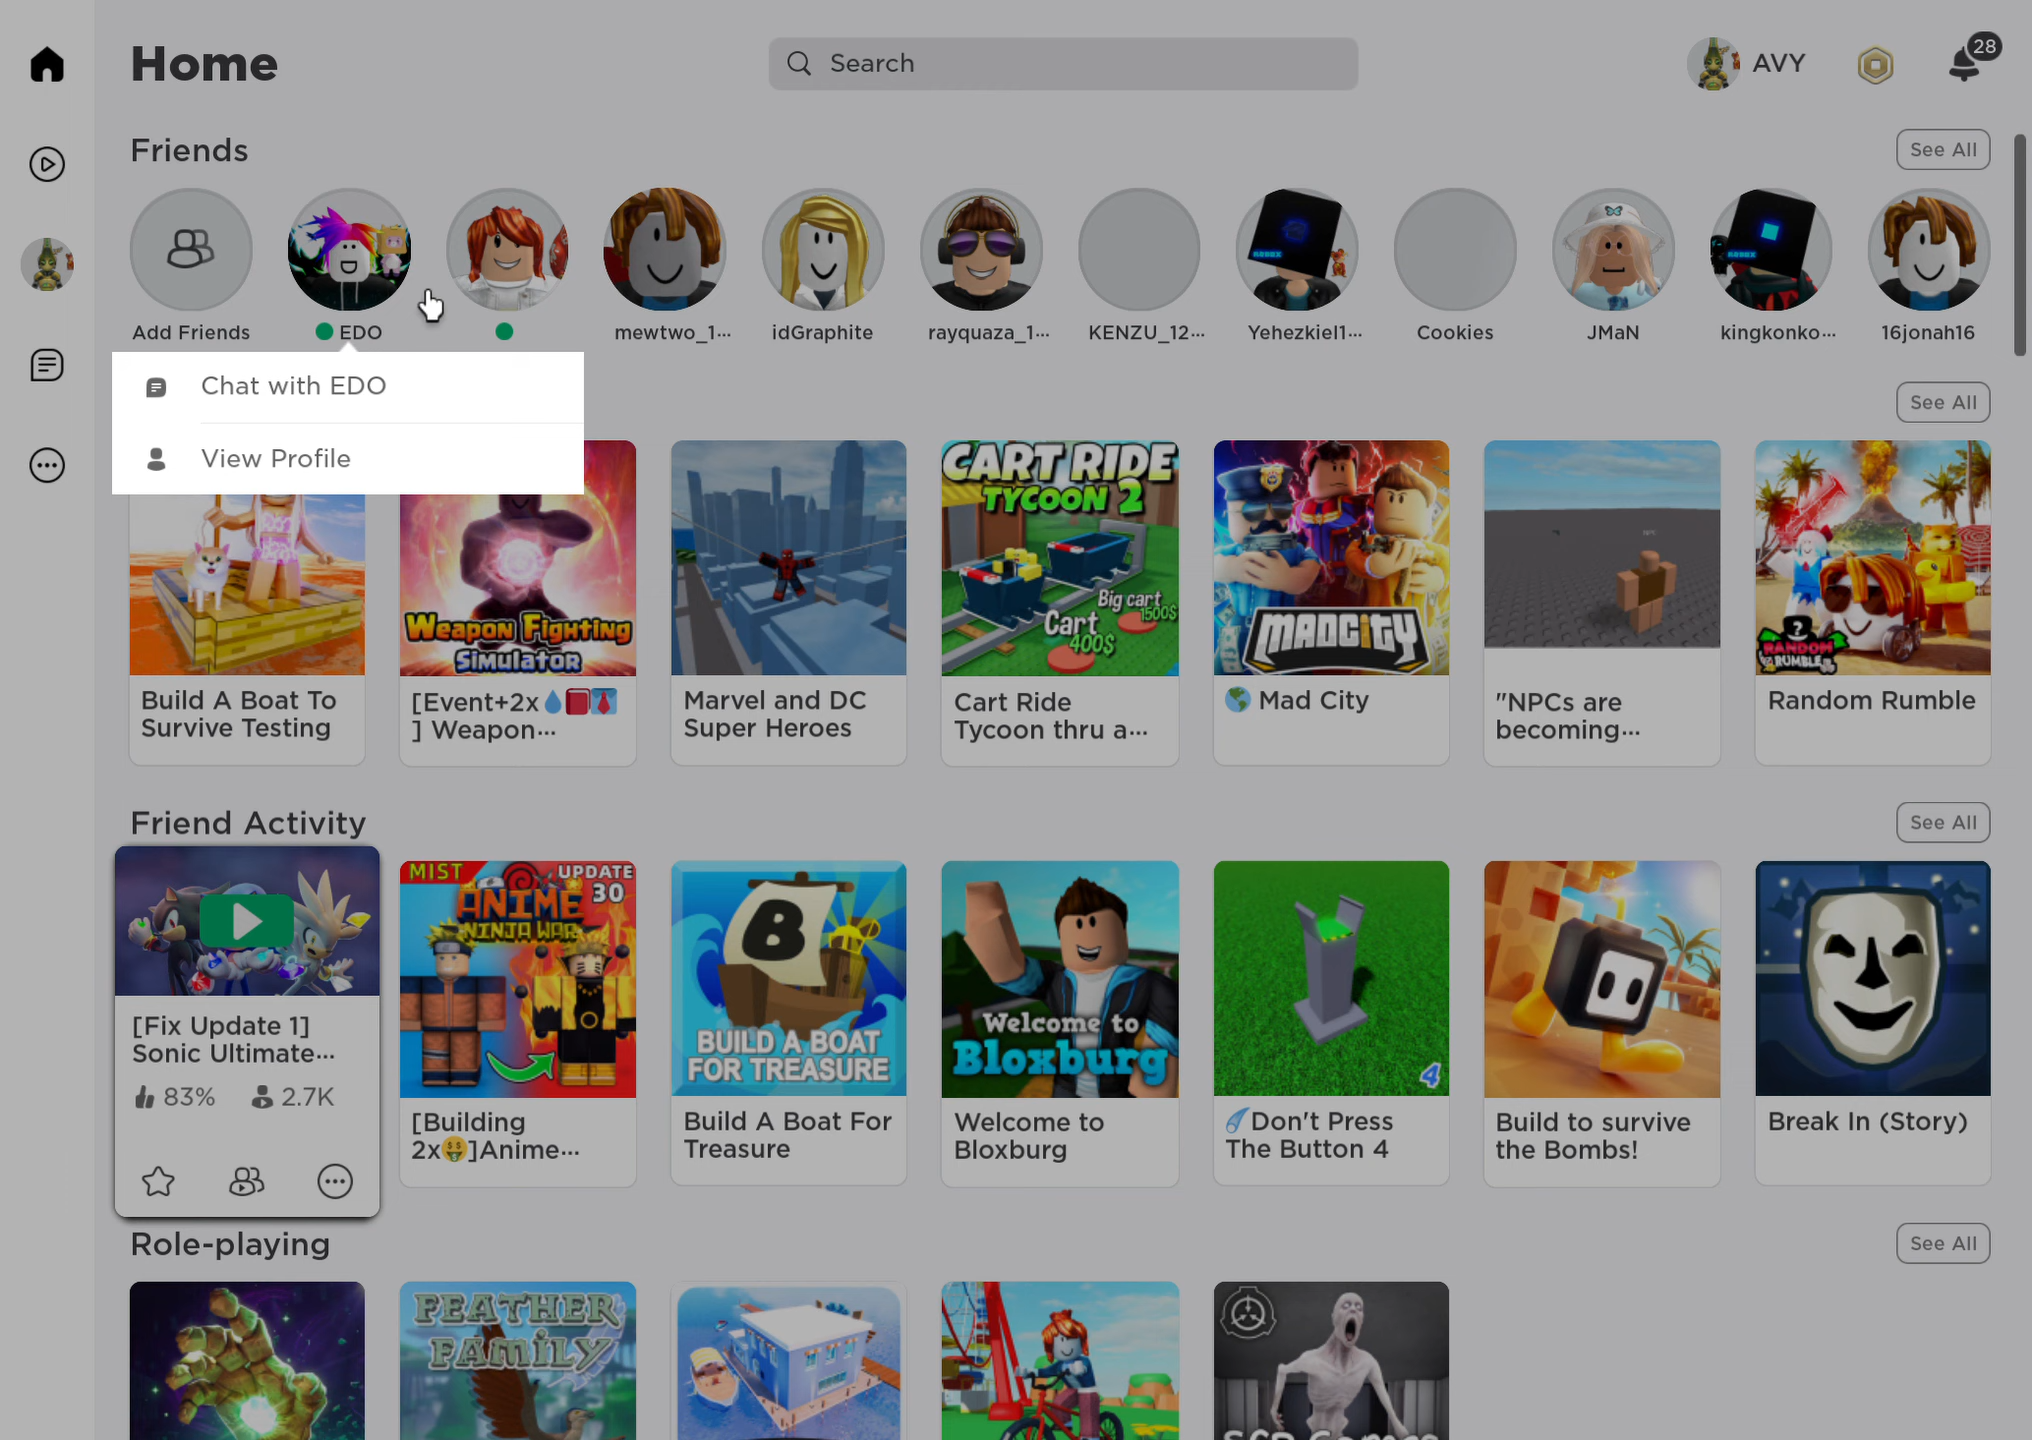 Home
Search
AVY
28
Friends
See All
Add Friends
EDO
mewtwo_1...
idGraphite
rayquaza_1...
KENZU_12...
Yehezkiel1...
Cookies
JMaN
kingkonko...
16jonah16
Chat with EDO
View Profile
See All
Weapon Fighting
Simulator
CART RIDE
TYCOON 2
Big cart
1500$
Cart
400$
MADCITY
NPC
?
RANDOM
RUMBLE
Build A Boat To
Survive Testing
[Event+2x💧📕👔
] Weapon...
Marvel and DC
Super Heroes
Cart Ride
Tycoon thru a...
🌎 Mad City
"NPCs are
becoming...
Random Rumble
Friend Activity
See All
MIST
UPDATE
30
ANIME
NINJA WAR
B
BUILD A BOAT
FOR TREASURE
Welcome to
Bloxburg
4
[Fix Update 1]
Sonic Ultimate...
83%
2.7K
[Building
2x🤑]Anime...
Build A Boat For
Treasure
Welcome to
Bloxburg
☄Don't Press
The Button 4
Build to survive
the Bombs!
Break In (Story)
Role-playing
See All
FEATHER
FAMILY